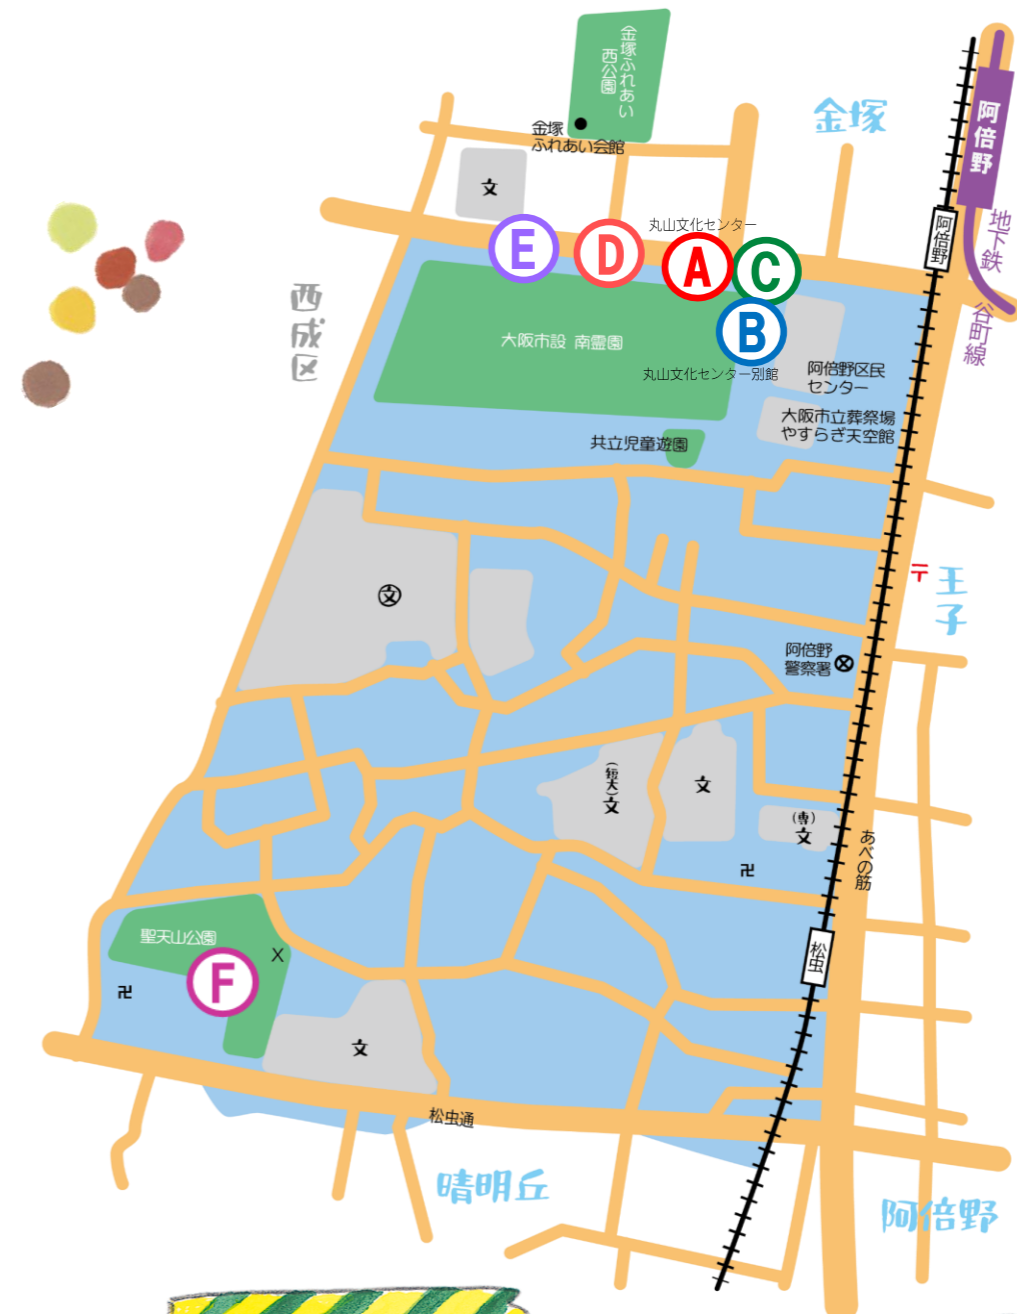 金塚ふれあい
西公園
金塚
ふれあい会館
金塚
阿倍野
地下鉄
谷町線
阿倍野
文
丸山文化センター
E
D
A
C
B
西成区
大阪市設 南霊園
丸山文化センター別館
阿倍野区民
センター
大阪市立葬祭場
やすらぎ天空館
共立児童遊園
文
〒
王子
阿倍野
警察署
(短大)
文
文
(専)
文
卍
あべの筋
松虫
聖天山公園
X
F
卍
文
松虫通
晴明丘
阿倍野